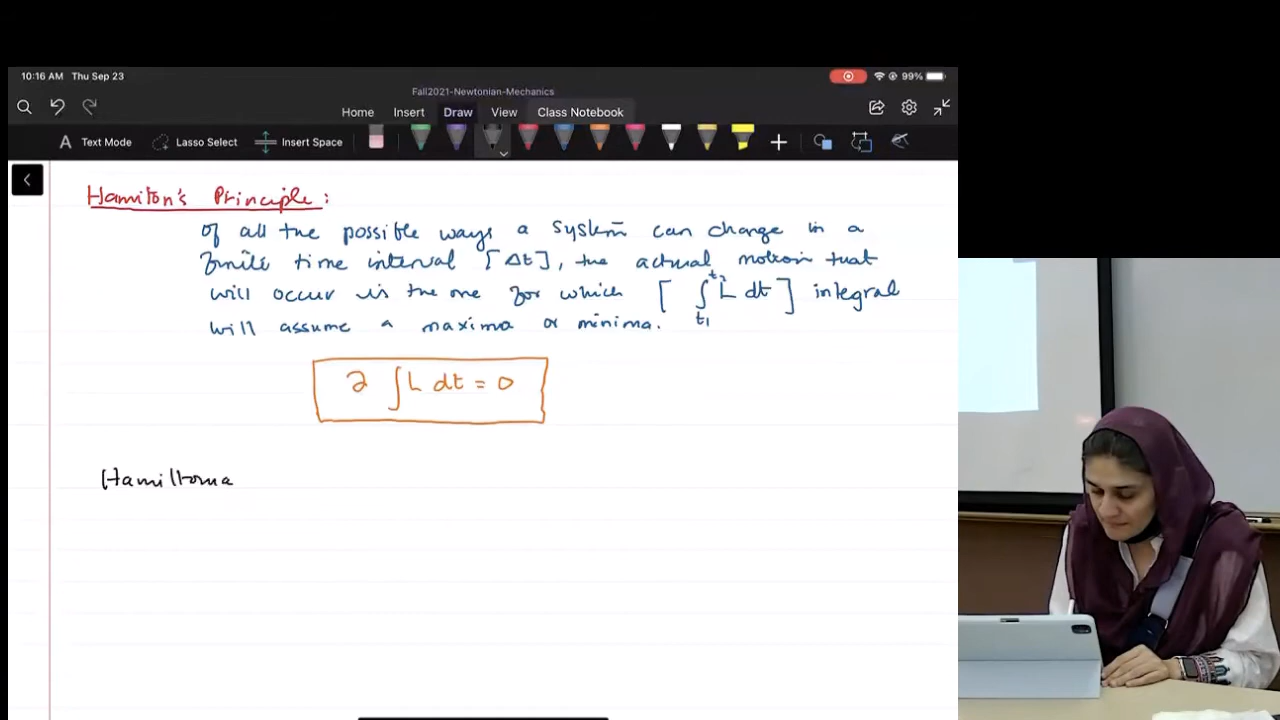 10:16 AM Thu Sep 23 99%
Fall2021-Newtonian-Mechanics
Home Insert Draw View Class Notebook
A Text Mode Lasso Select Insert Space
Hamilton's Principle:
of all the possible ways a system can change in a
finite time interval [Δt], the actual motion that
will occur is the one for which [ ∫ₜ₁ᵗ² L dt ] integral
will assume a maxima or minima.
∂ ∫ L dt = 0
Hamiltonia